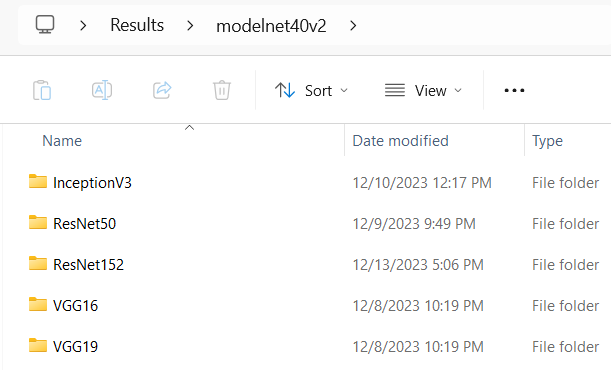 Results modelnet40v2
Sort View
Name Date modified Type
InceptionV3 12/10/2023 12:17 PM File folder
ResNet50 12/9/2023 9:49 PM File folder
ResNet152 12/13/2023 5:06 PM File folder
VGG16 12/8/2023 10:19 PM File folder
VGG19 12/8/2023 10:19 PM File folder